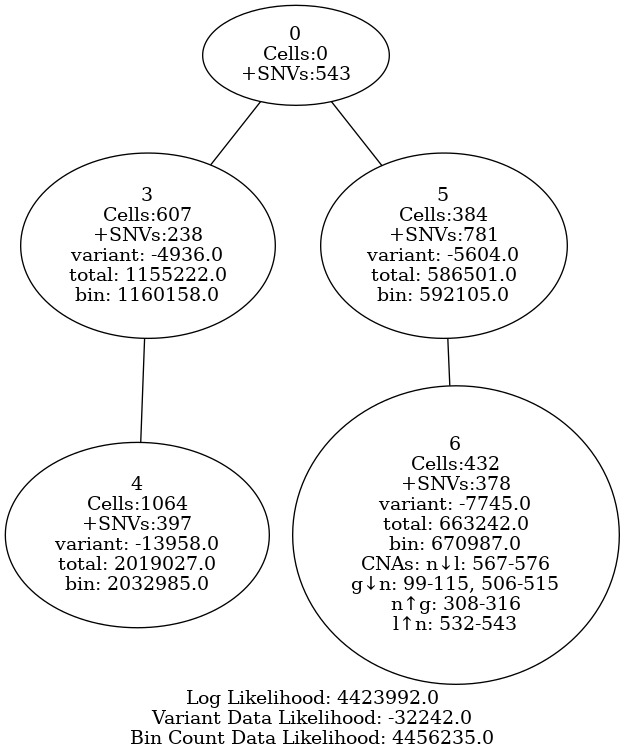 0
Cells:0
+SNVs:543
3
Cells:607
+SNVs:238
variant: -4936.0
total: 1155222.0
bin: 1160158.0
5
Cells:384
+SNVs:781
variant: -5604.0
total: 586501.0
bin: 592105.0
4
Cells:1064
+SNVs:397
variant: -13958.0
total: 2019027.0
bin: 2032985.0
6
Cells:432
+SNVs:378
variant: -7745.0
total: 663242.0
bin: 670987.0
CNAs: n↓l: 567-576
g↓n: 99-115, 506-515
n↑g: 308-316
l↑n: 532-543
Log Likelihood: 4423992.0
Variant Data Likelihood: -32242.0
Bin Count Data Likelihood: 4456235.0